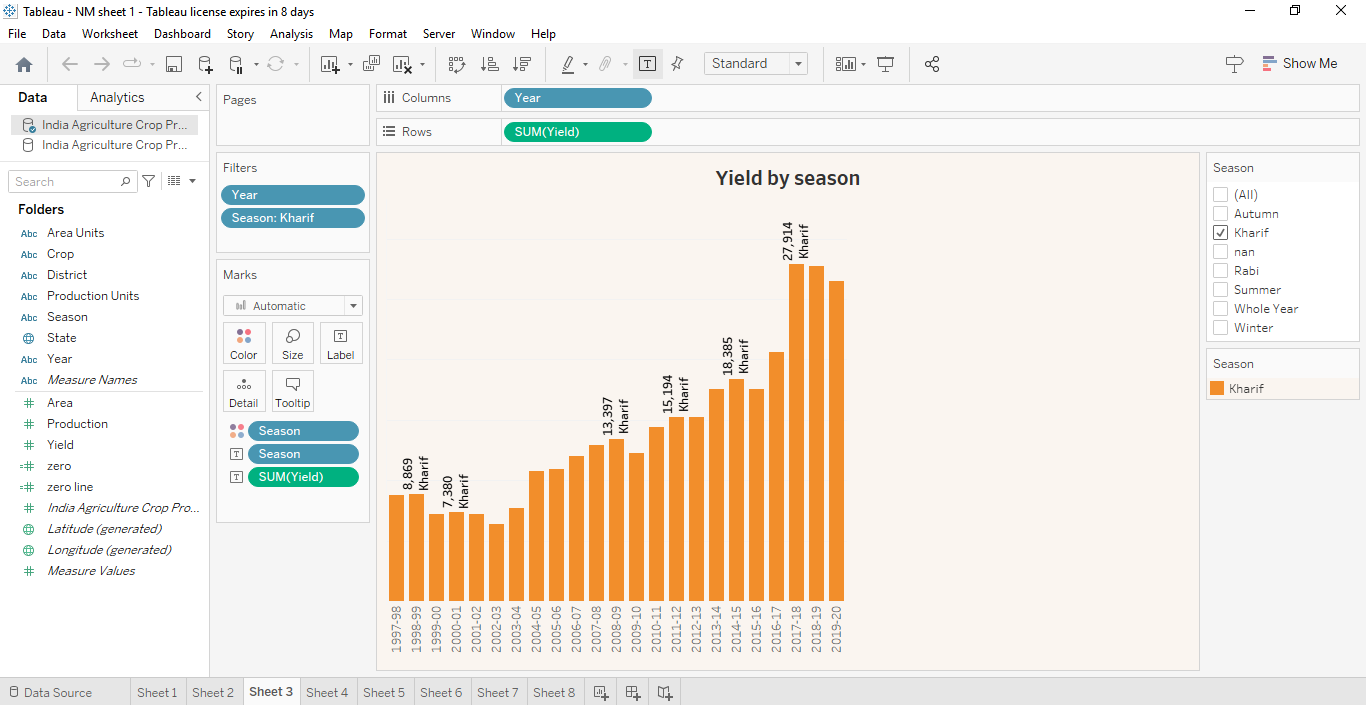 Tableau - NM sheet 1 - Tableau license expires in 8 days
File Data Worksheet Dashboard Story Analysis Map Format Server Window Help
Standard
Show Me
Data Analytics
India Agriculture Crop Pr...
India Agriculture Crop Pr...
Search
Folders
Abc Area Units
Abc Crop
Abc District
Abc Production Units
Abc Season
State
Abc Year
Abc Measure Names
# Area
# Production
# Yield
=# zero
=# zero line
# India Agriculture Crop Pro...
Latitude (generated)
Longitude (generated)
# Measure Values
Pages
Filters
Year
Season: Kharif
Marks
Automatic
Color Size Label
Detail Tooltip
Season
Season
SUM(Yield)
Columns Year
Rows SUM(Yield)
Yield by season
8,869
Kharif
7,380
Kharif
13,397
Kharif
15,194
Kharif
18,385
Kharif
27,914
Kharif
1997-98
1998-99
1999-00
2000-01
2001-02
2002-03
2003-04
2004-05
2005-06
2006-07
2007-08
2008-09
2009-10
2010-11
2011-12
2012-13
2013-14
2014-15
2015-16
2016-17
2017-18
2018-19
2019-20
Season
(All)
Autumn
Kharif
nan
Rabi
Summer
Whole Year
Winter
Season
Kharif
Data Source Sheet 1 Sheet 2 Sheet 3 Sheet 4 Sheet 5 Sheet 6 Sheet 7 Sheet 8